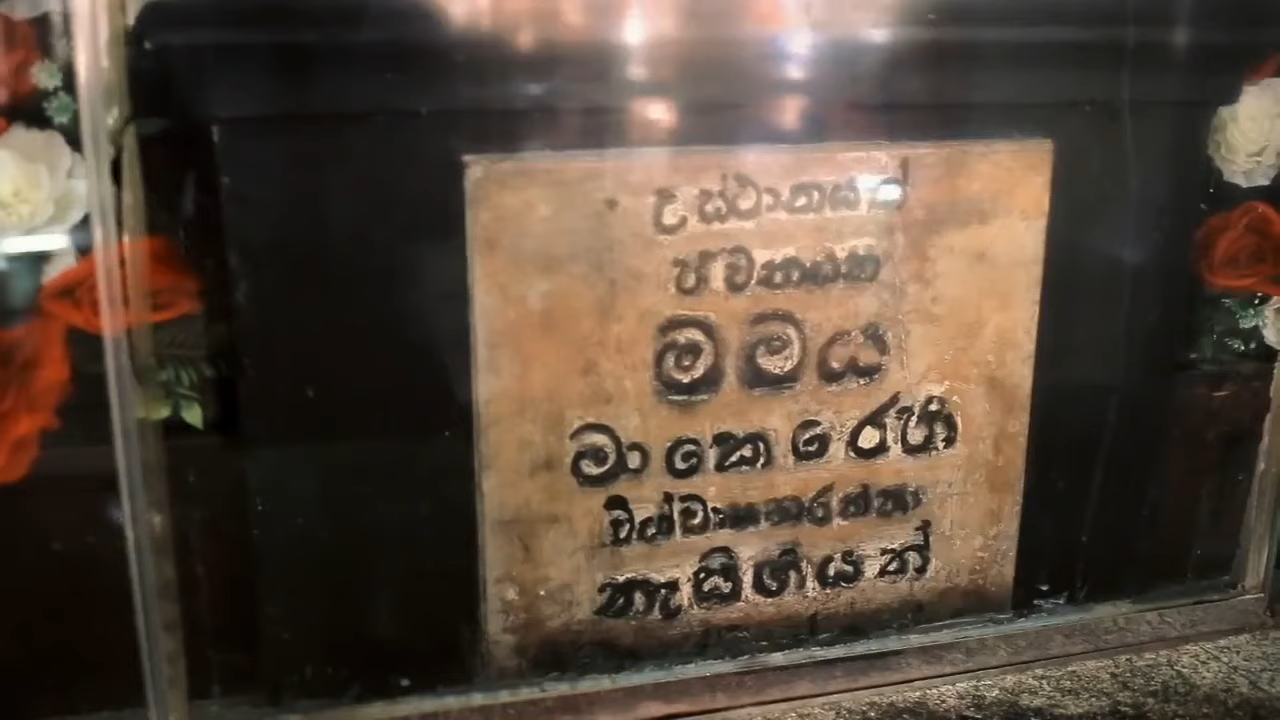 උස්ථානයත්
ජීවනයත්
මමය
මා කෙරෙහි
විශ්වාසකරන්නා
නැසීගියත්